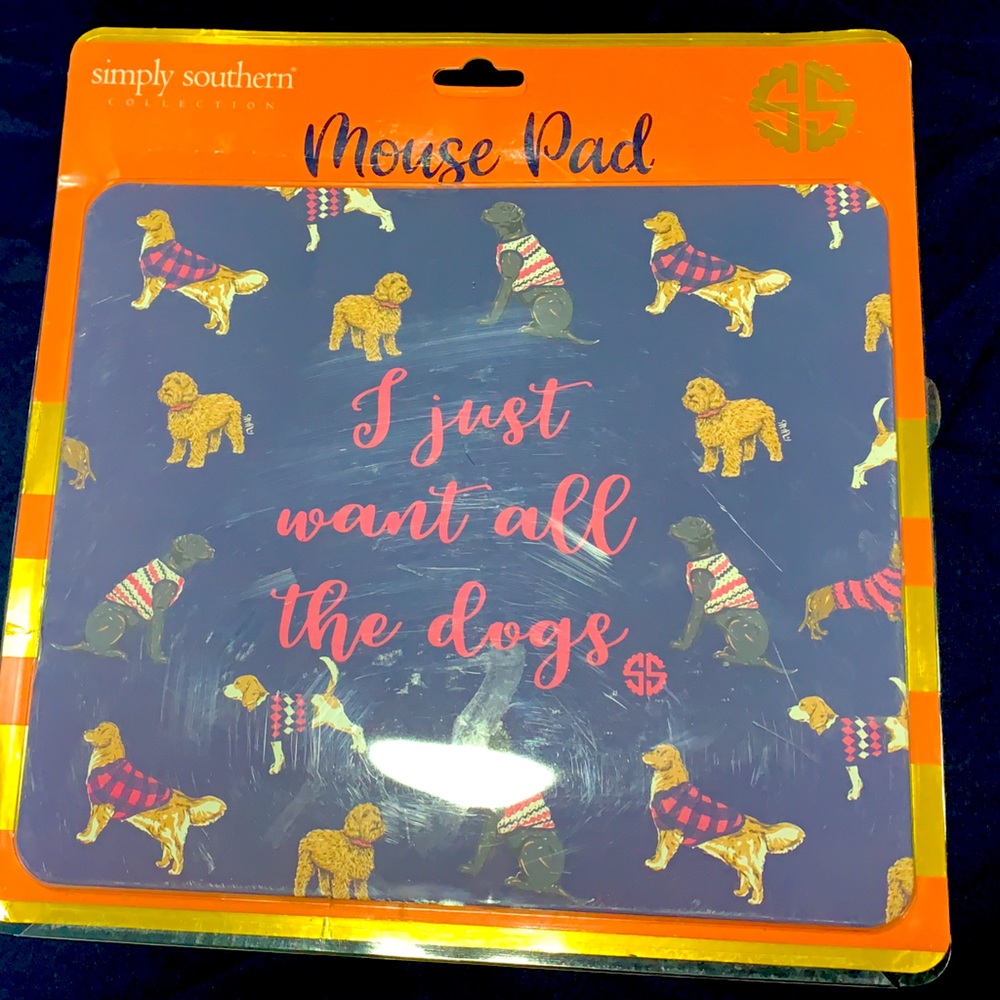 simply southern®
COLLECTION
SS
Mouse Pad
I just
want all
the dogs
SS